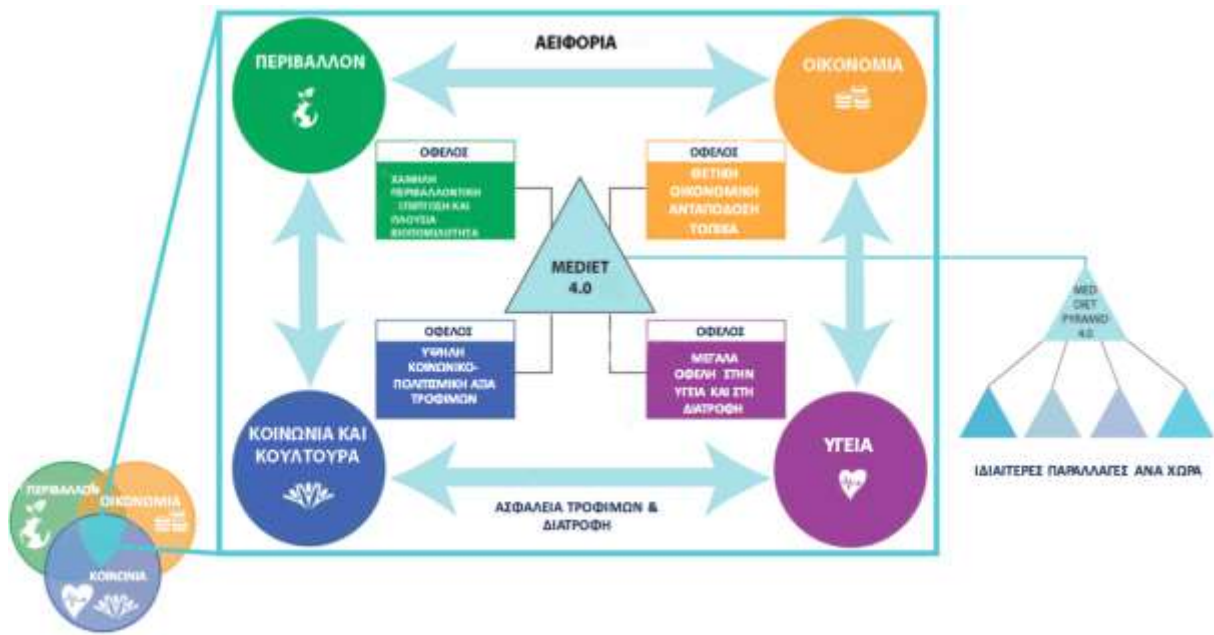 ΑΕΙΦΟΡΙΑ
ΠΕΡΙΒΑΛΛΟΝ
ΟΙΚΟΝΟΜΙΑ
ΟΦΕΛΟΣ
ΧΑΜΗΛΗ
ΠΕΡΙΒΑΛΛΟΝΤΙΚΗ
ΕΠΙΠΤΩΣΗ ΚΑΙ
ΠΛΟΥΣΙΑ
ΒΙΟΠΟΙΚΙΛΟΤΗΤΑ
ΟΦΕΛΟΣ
ΘΕΤΙΚΗ
ΟΙΚΟΝΟΜΙΚΗ
ΑΝΤΑΠΟΔΟΣΗ
ΤΟΠΙΚΑ
MEDIET
4.0
ΟΦΕΛΟΣ
ΥΨΗΛΗ
ΚΟΙΝΩΝΙΚΟ-
ΠΟΛΙΤΙΣΜΙΚΗ ΑΞΙΑ
ΤΡΟΦΙΜΩΝ
ΟΦΕΛΟΣ
ΜΕΓΑΛΑ
ΟΦΕΛΗ ΣΤΗΝ
ΥΓΕΙΑ ΚΑΙ ΣΤΗ
ΔΙΑΤΡΟΦΗ
ΚΟΙΝΩΝΙΑ ΚΑΙ
ΚΟΥΛΤΟΥΡΑ
ΥΓΕΙΑ
ΑΣΦΑΛΕΙΑ ΤΡΟΦΙΜΩΝ &
ΔΙΑΤΡΟΦΗ
MED
DIET
PYRAMID
4.0
ΙΔΙΑΙΤΕΡΕΣ ΠΑΡΑΛΛΑΓΕΣ ΑΝΑ ΧΩΡΑ
ΠΕΡΙΒΑΛΛΟΝ
ΟΙΚΟΝΟΜΙΑ
ΚΟΙΝΩΝΙΑ